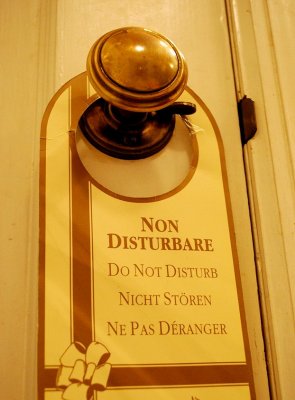 NON
DISTURBARE
DO NOT DISTURB
NICHT STÖREN
NE PAS DÉRANGER